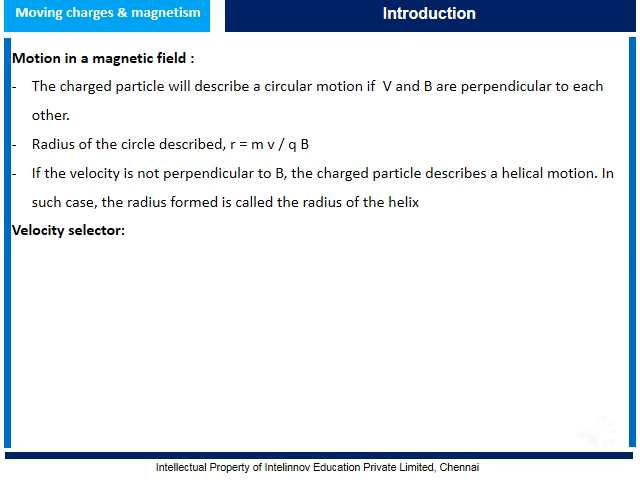 Moving charges & magnetism
Introduction
Motion in a magnetic field :
- The charged particle will describe a circular motion if V and B are perpendicular to each
other.
- Radius of the circle described, r = m v / q B
- If the velocity is not perpendicular to B, the charged particle describes a helical motion. In
such case, the radius formed is called the radius of the helix
Velocity selector:
Intellectual Property of Intelinnov Education Private Limited, Chennai